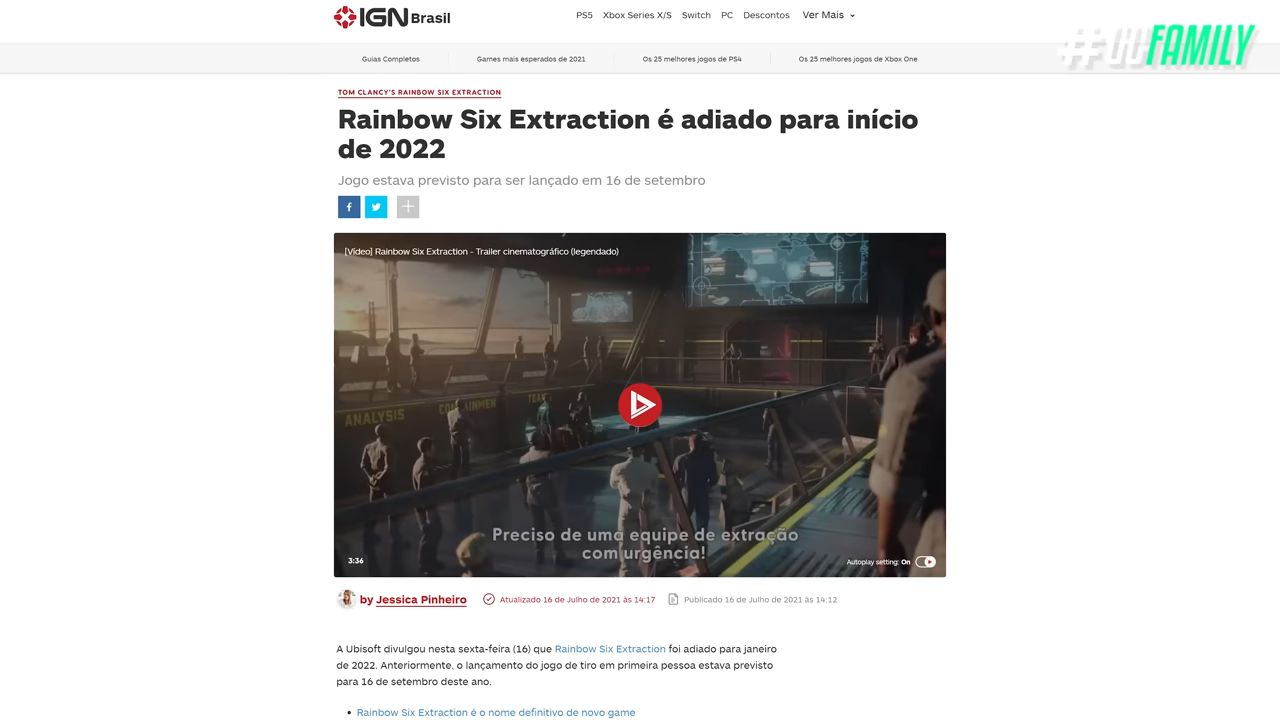 IGN Brasil
PS5 Xbox Series X/S Switch PC Descontos Ver Mais
Guias Completos Games mais esperados de 2021 Os 25 melhores jogos de PS4 Os 25 melhores jogos de Xbox One
FAMILY
TOM CLANCY'S RAINBOW SIX EXTRACTION
Rainbow Six Extraction é adiado para início
de 2022
Jogo estava previsto para ser lançado em 16 de setembro
[Vídeo] Rainbow Six Extraction - Trailer cinematográfico (legendado)
ANALYSIS
Preciso de uma equipe de extração
com urgência!
3:36
Autoplay setting: On
by Jessica Pinheiro Atualizado 16 de Julho de 2021 às 14:17 Publicado 16 de Julho de 2021 às 14:12
A Ubisoft divulgou nesta sexta-feira (16) que Rainbow Six Extraction foi adiado para janeiro
de 2022. Anteriormente, o lançamento do jogo de tiro em primeira pessoa estava previsto
para 16 de setembro deste ano.
• Rainbow Six Extraction é o nome definitivo de novo game